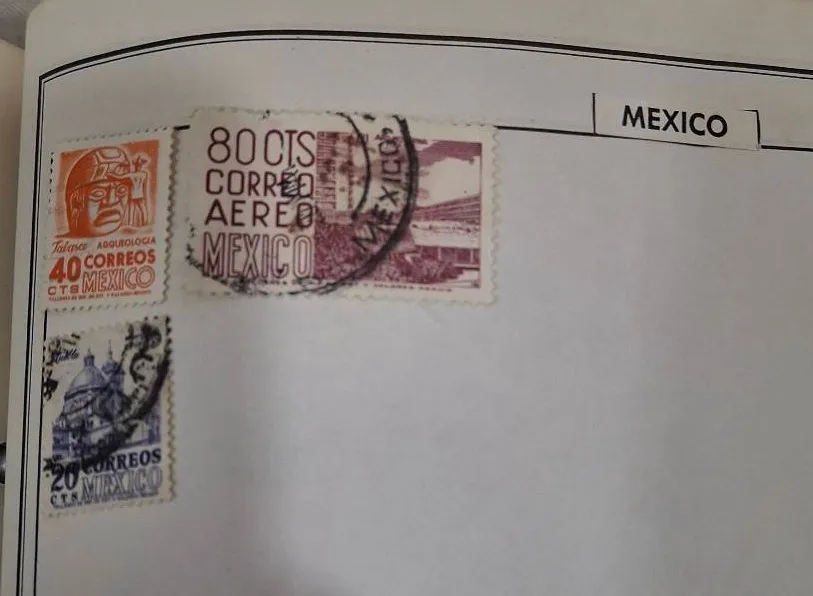 MEXICO
80 CTS
CORREO
AEREO
MEXICO
MEXICO
Tabasco ARQUEOLOGIA
40 CORREOS
CTS MEXICO
20 CORREOS
CTS MEXICO